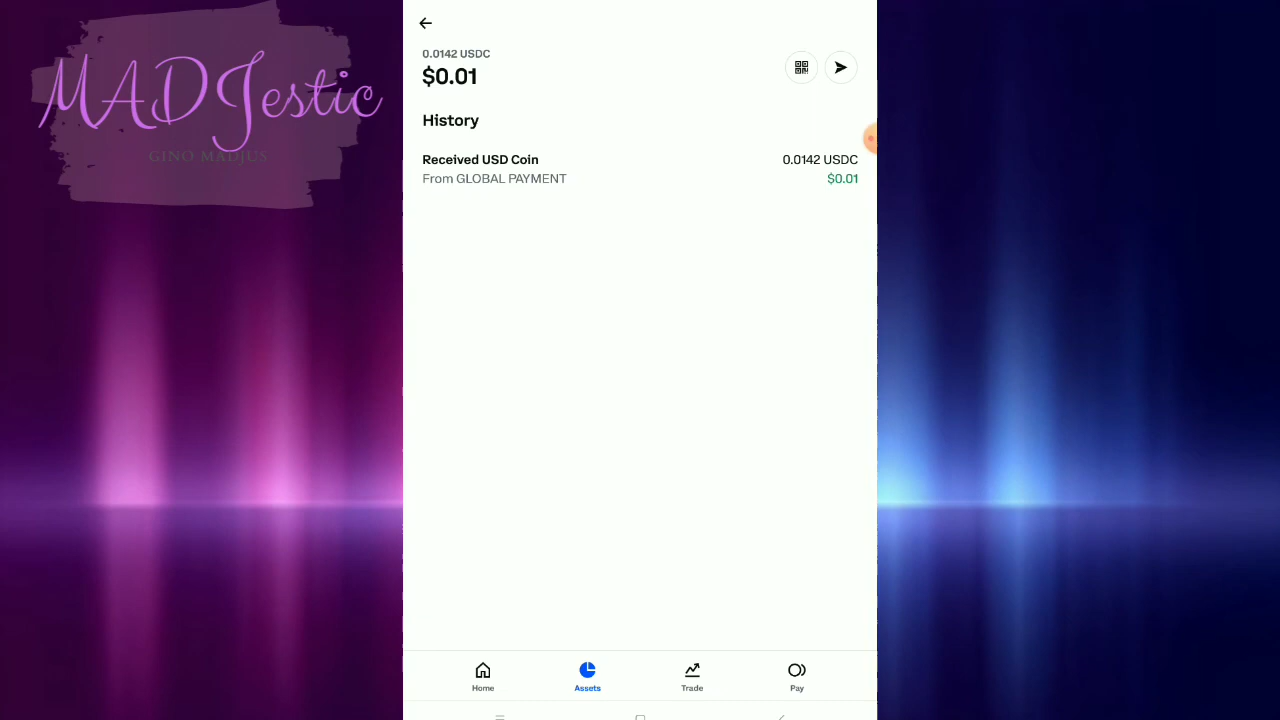 MADJestic
GINO MADJUS
0.0142 USDC
$0.01
History
Received USD Coin 0.0142 USDC
From GLOBAL PAYMENT $0.01
Home Assets Trade Pay